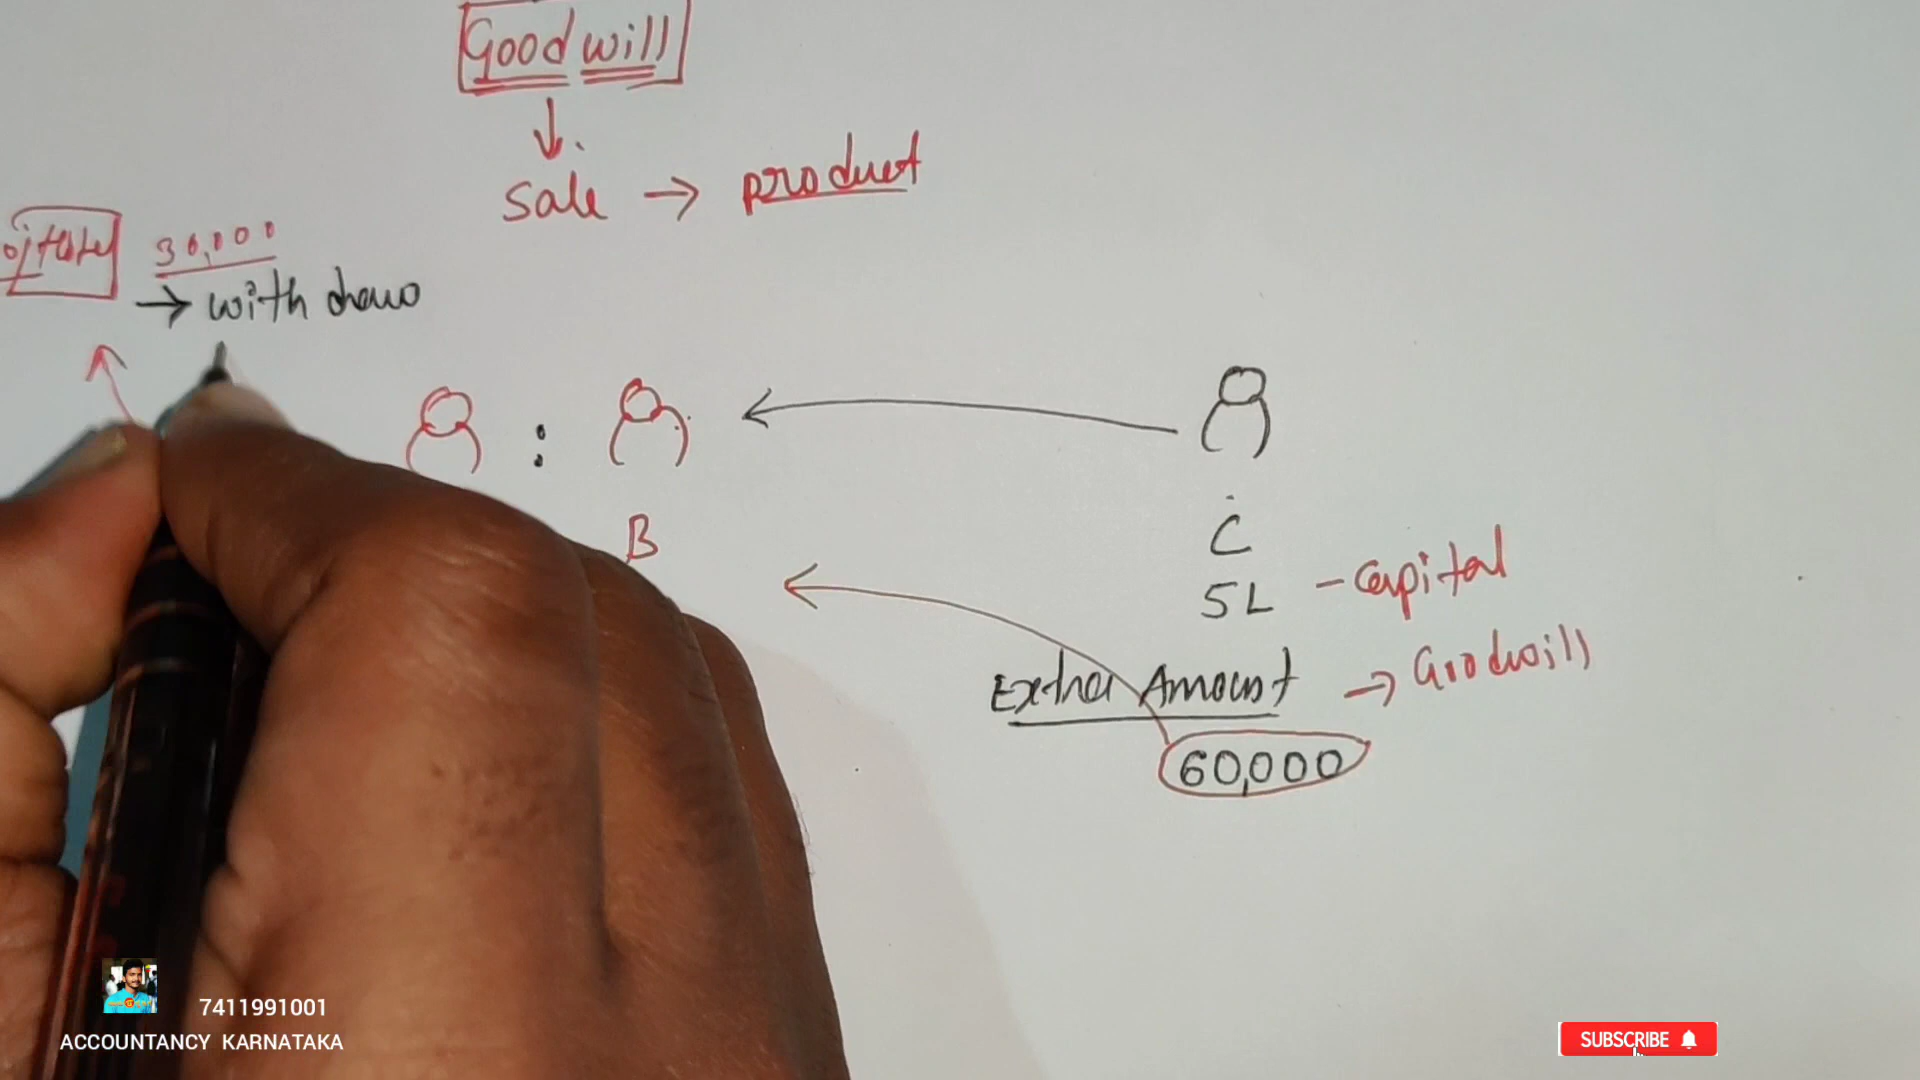 Goodwill
sale → product
30,000
→ with draw
:
B
C
5L - Capital
Extra Amount → Goodwill
60,000
7411991001
ACCOUNTANCY KARNATAKA
SUBSCRIBE